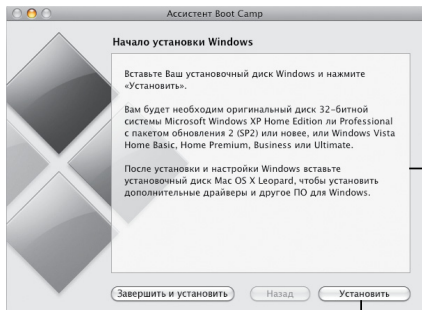 Ассистент Boot Camp
Начало установки Windows
Вставьте Ваш установочный диск Windows и нажмите
«Установить».
Вам будет необходим оригинальный диск 32-битной
системы Microsoft Windows XP Home Edition ли Professional
с пакетом обновления 2 (SP2) или новее, или Windows Vista
Home Basic, Home Premium, Business или Ultimate.
После установки и настройки Windows вставьте
установочный диск Mac OS X Leopard, чтобы установить
дополнительные драйверы и другое ПО для Windows.
Завершить и установить Назад Установить